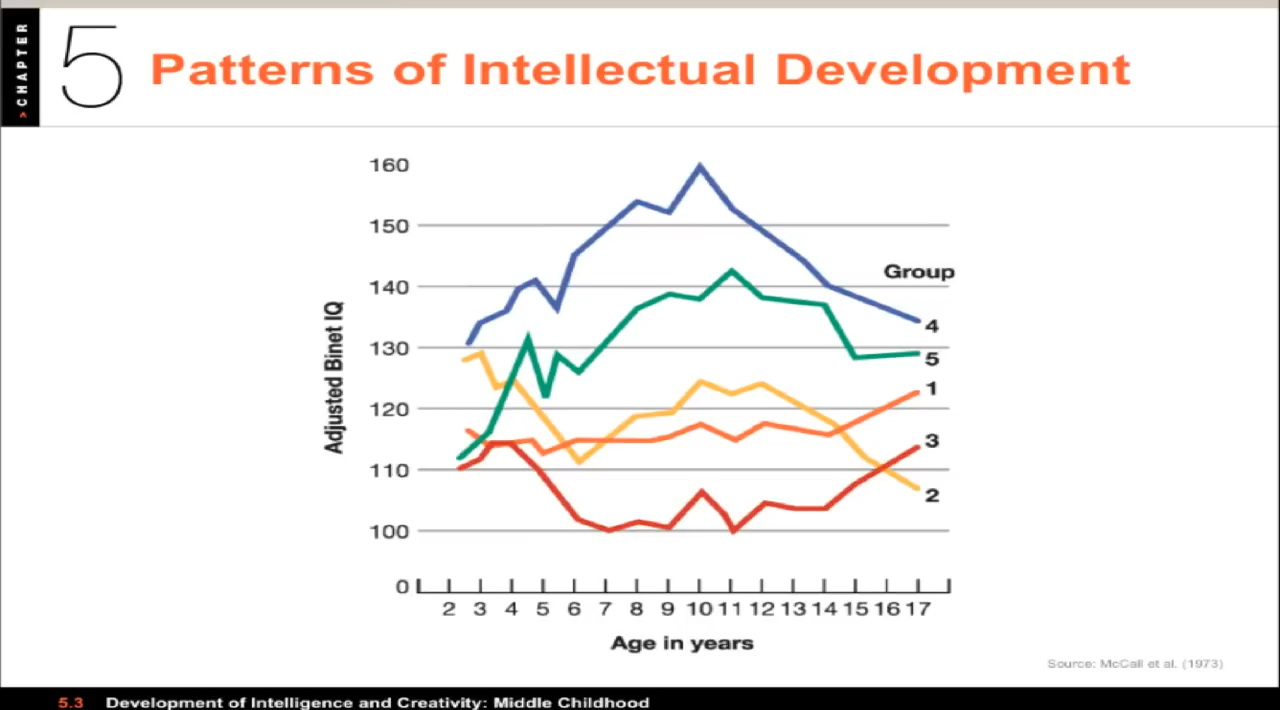 > CHAPTER
5 Patterns of Intellectual Development
160
150
140
130
120
110
100
0
Adjusted Binet IQ
Group
4
5
1
3
2
2 3 4 5 6 7 8 9 10 11 12 13 14 15 16 17
Age in years
Source: McCall et al. (1973)
5.3 Development of Intelligence and Creativity: Middle Childhood